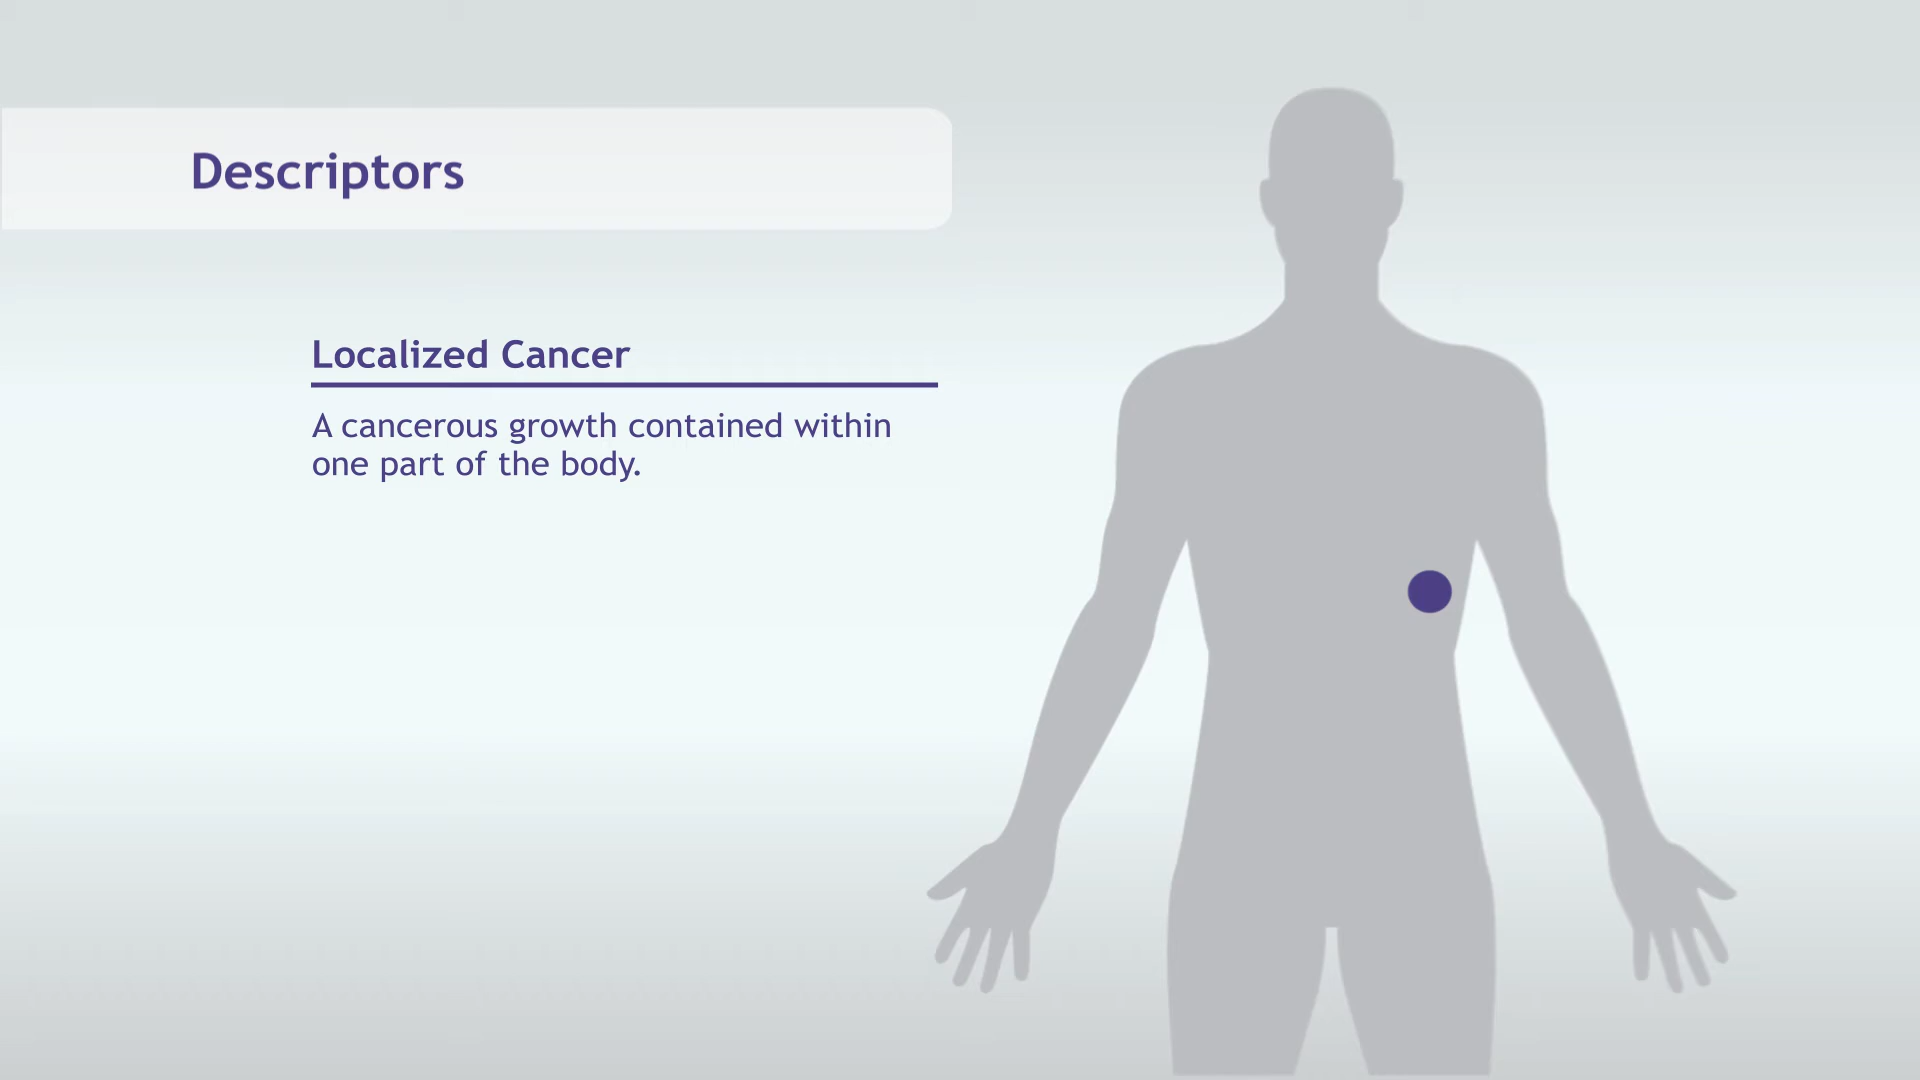 Descriptors
Localized Cancer
A cancerous growth contained within
one part of the body.